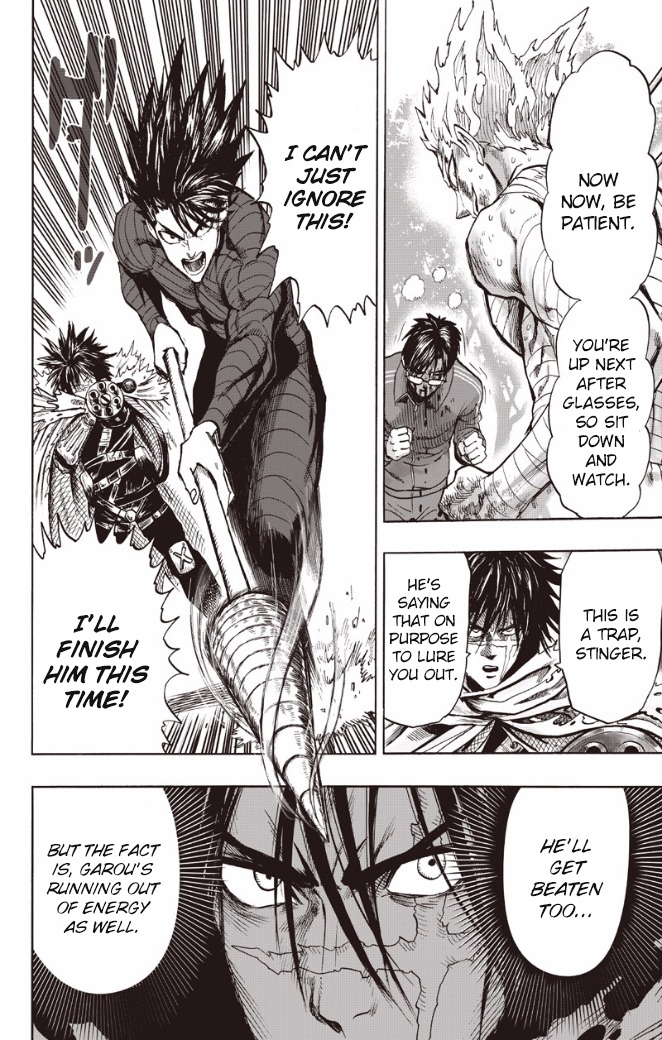 NOW
NOW, BE
PATIENT.
YOU'RE
UP NEXT
AFTER
GLASSES,
SO SIT
DOWN
AND
WATCH.
I CAN'T
JUST
IGNORE
THIS!
I'LL
FINISH
HIM THIS
TIME!
THIS IS
A TRAP,
STINGER.
HE'S
SAYING
THAT ON
PURPOSE
TO LURE
YOU OUT.
HE'LL
GET
BEATEN
TOO...
BUT THE FACT
IS, GAROU'S
RUNNING OUT
OF ENERGY
AS WELL.